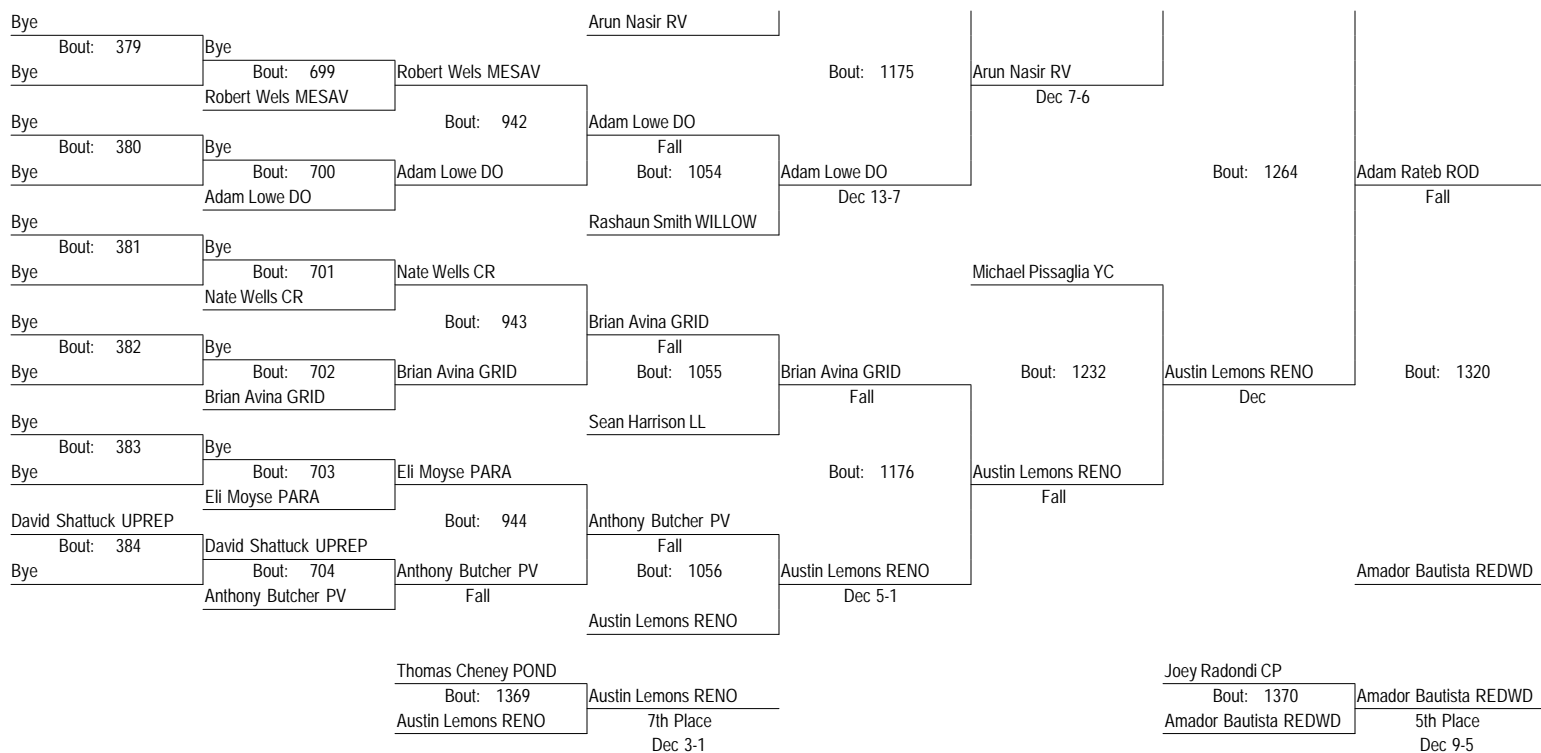 Bye
Arun Nasir RV
Bout: 379
Bye
Bye
Bout: 699
Robert Wels MESAV
Bout: 1175
Arun Nasir RV
Robert Wels MESAV
Dec 7-6
Bye
Bout: 942
Adam Lowe DO
Bout: 380
Bye
Fall
Bye
Bout: 700
Adam Lowe DO
Bout: 1054
Adam Lowe DO
Bout: 1264
Adam Rateb ROD
Adam Lowe DO
Dec 13-7
Fall
Bye
Rashaun Smith WILLOW
Bout: 381
Bye
Bye
Bout: 701
Nate Wells CR
Michael Pissaglia YC
Nate Wells CR
Bye
Bout: 943
Brian Avina GRID
Bout: 382
Bye
Fall
Bye
Bout: 702
Brian Avina GRID
Bout: 1055
Brian Avina GRID
Bout: 1232
Austin Lemons RENO
Bout: 1320
Brian Avina GRID
Fall
Dec
Bye
Sean Harrison LL
Bout: 383
Bye
Bye
Bout: 703
Eli Moyse PARA
Bout: 1176
Austin Lemons RENO
Eli Moyse PARA
Fall
David Shattuck UPREP
Bout: 944
Anthony Butcher PV
Bout: 384
David Shattuck UPREP
Fall
Bye
Bout: 704
Anthony Butcher PV
Bout: 1056
Austin Lemons RENO
Amador Bautista REDWD
Anthony Butcher PV
Fall
Dec 5-1
Austin Lemons RENO
Thomas Cheney POND
Joey Radondi CP
Bout: 1369
Austin Lemons RENO
Bout: 1370
Amador Bautista REDWD
Austin Lemons RENO
7th Place
Amador Bautista REDWD
5th Place
Dec 3-1
Dec 9-5